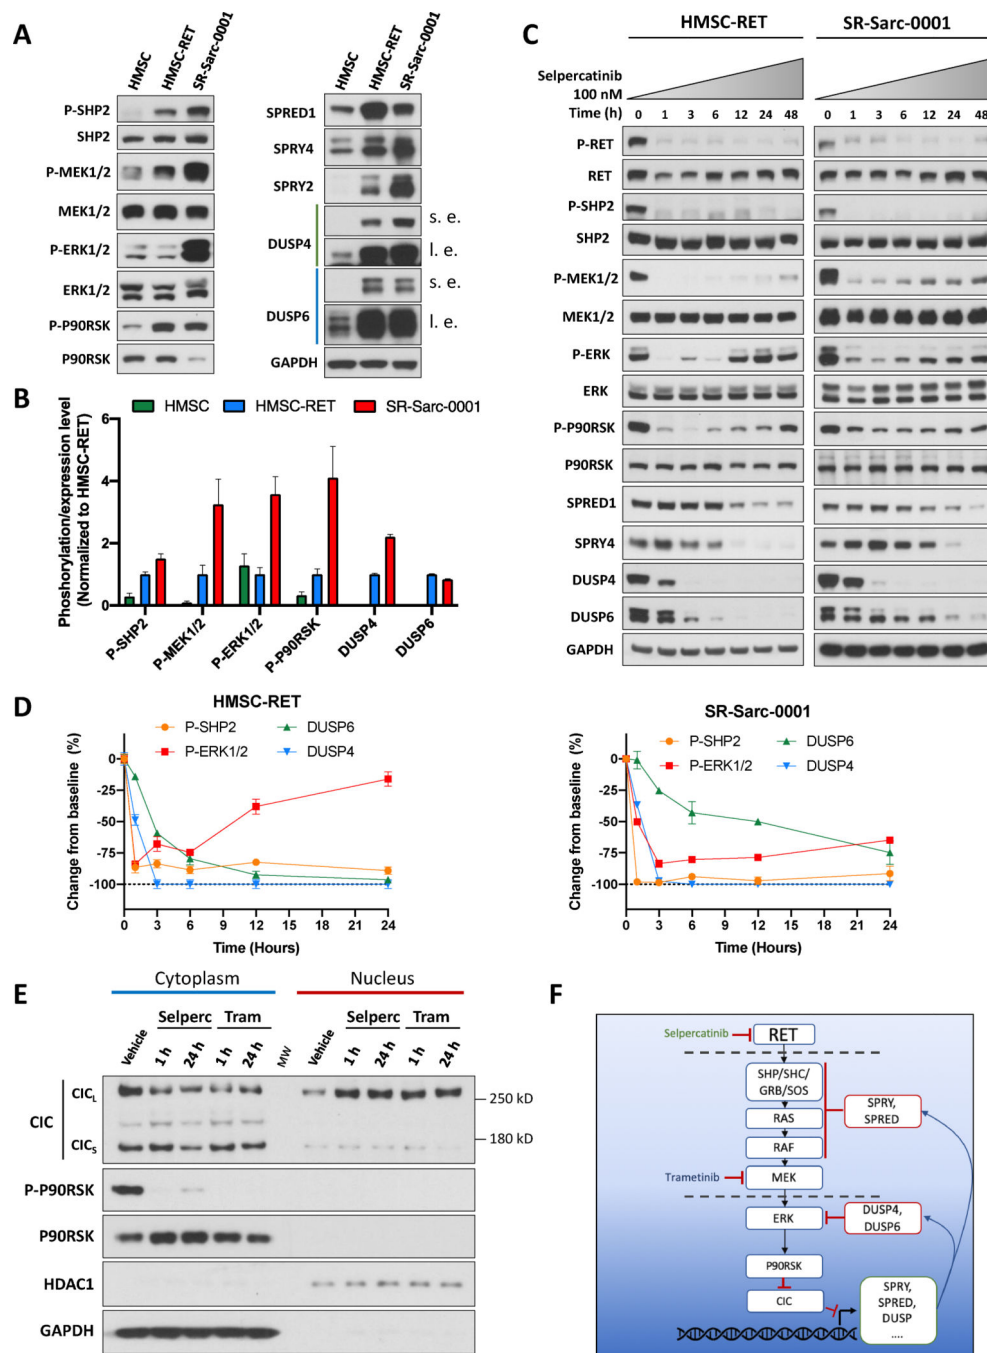 A
HMSC
HMSC-RET
SR-Sarc-0001
P-SHP2
SHP2
P-MEK1/2
MEK1/2
P-ERK1/2
ERK1/2
P-P90RSK
P90RSK
HMSC
HMSC-RET
SR-Sarc-0001
SPRED1
SPRY4
SPRY2
DUSP4
s. e.
l. e.
DUSP6
s. e.
l. e.
GAPDH
B
HMSC
HMSC-RET
SR-Sarc-0001
Phoshorylation/expression level
(Normalized to HMSC-RET)
6
4
2
0
P-SHP2
P-MEK1/2
P-ERK1/2
P-P90RSK
DUSP4
DUSP6
C
HMSC-RET
SR-Sarc-0001
Selpercatinib
100 nM
Time (h)
0 1 3 6 12 24 48
0 1 3 6 12 24 48
P-RET
RET
P-SHP2
SHP2
P-MEK1/2
MEK1/2
P-ERK
ERK
P-P90RSK
P90RSK
SPRED1
SPRY4
DUSP4
DUSP6
GAPDH
D
HMSC-RET
P-SHP2
DUSP6
P-ERK1/2
DUSP4
Change from baseline (%)
0
-25
-50
-75
-100
0 3 6 9 12 15 18 21 24
Time (Hours)
SR-Sarc-0001
P-SHP2
DUSP6
P-ERK1/2
DUSP4
Change from baseline (%)
0
-25
-50
-75
-100
0 3 6 9 12 15 18 21 24
Time (Hours)
E
Cytoplasm
Nucleus
Vehicle
Selperc
1 h
24 h
Tram
1 h
24 h
MW
Vehicle
Selperc
1 h
24 h
Tram
1 h
24 h
CIC
CICL
CICS
250 kD
180 kD
P-P90RSK
P90RSK
HDAC1
GAPDH
F
Selpercatinib
RET
SHP/SHC/
GRB/SOS
RAS
RAF
SPRY,
SPRED
Trametinib
MEK
ERK
DUSP4,
DUSP6
P90RSK
CIC
SPRY,
SPRED,
DUSP
....